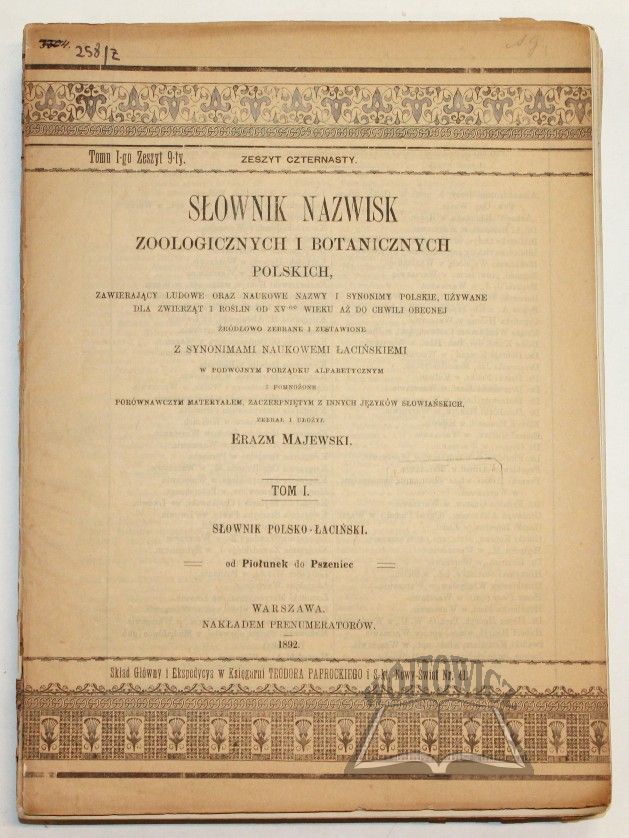 258/z
Tomu I-go Zeszyt 9-ty.
ZESZYT CZTERNASTY.
SŁOWNIK NAZWISK
ZOOLOGICZNYCH I BOTANICZNYCH
POLSKICH,
ZAWIERAJĄCY LUDOWE ORAZ NAUKOWE NAZWY I SYNONIMY POLSKIE, UŻYWANE
DLA ZWIERZĄT I ROŚLIN OD XV-go WIEKU AŻ DO CHWILI OBECNEJ
ŹRÓDŁOWO ZEBRANE I ZESTAWIONE
Z SYNONIMAMI NAUKOWEMI ŁACIŃSKIEMI
W PODWÓJNYM PORZĄDKU ALFABETYCZNYM
I POMNOŻONE
PORÓWNAWCZYM MATERYAŁEM, ZACZERPNIĘTYM Z INNYCH JĘZYKÓW SŁOWIAŃSKICH,
ZEBRAŁ I UŁOŻYŁ
ERAZM MAJEWSKI.
TOM I.
SŁOWNIK POLSKO-ŁACIŃSKI.
od Piołunek do Pszeniec
WARSZAWA.
NAKŁADEM PRENUMERATORÓW.
1892.
Skład Główny i Ekspedycya w Księgarni TEODORA PAPROCKIEGO i S-ki, Nowy-Świat Nr. 41.
WÓJTOWICZ